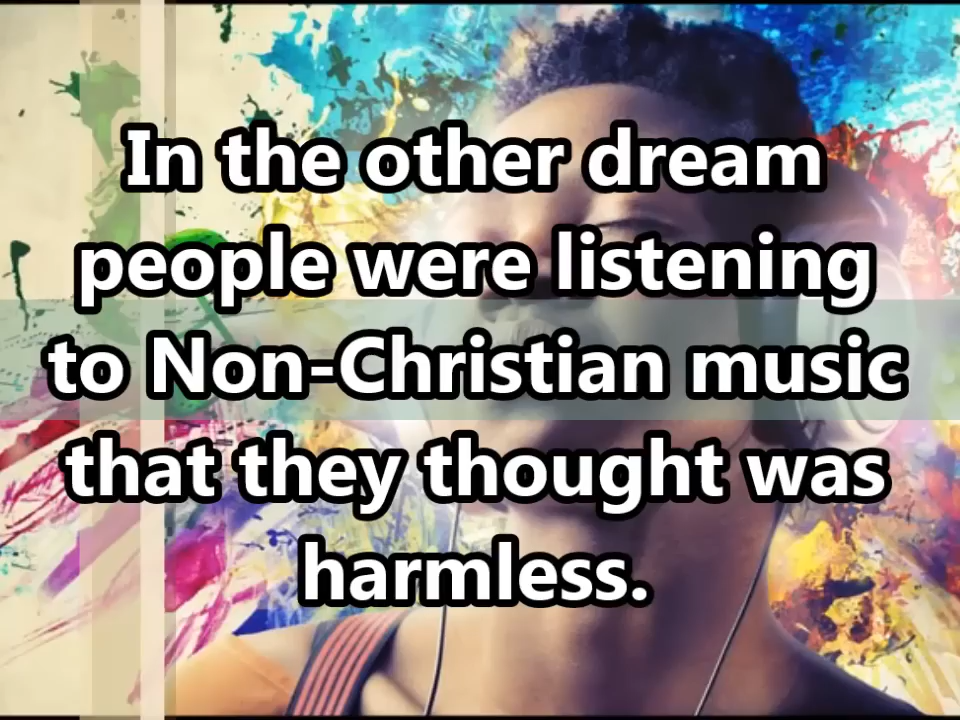 In the other dream
people were listening
to Non-Christian music
that they thought was
harmless.